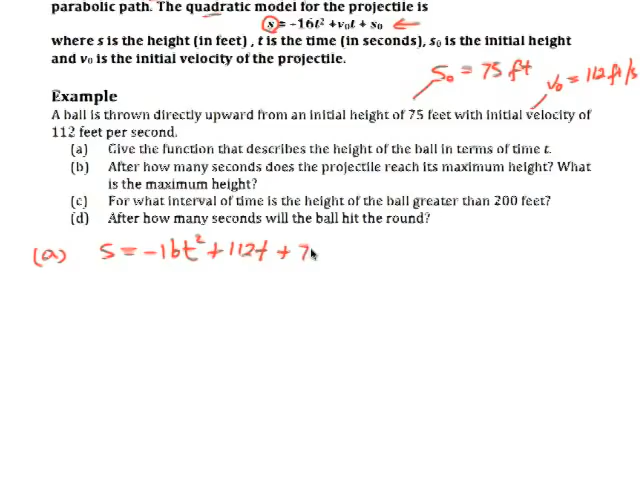 parabolic path. The quadratic model for the projectile is
s = -16t² +v₀t + s₀
where s is the height (in feet) , t is the time (in seconds), s₀ is the initial height
and v₀ is the initial velocity of the projectile.
S₀ = 75 ft
v₀ = 112 ft/s
Example
A ball is thrown directly upward from an initial height of 75 feet with initial velocity of
112 feet per second.
(a) Give the function that describes the height of the ball in terms of time t.
(b) After how many seconds does the projectile reach its maximum height? What
is the maximum height?
(c) For what interval of time is the height of the ball greater than 200 feet?
(d) After how many seconds will the ball hit the round?
(a) S = -16t² + 112t + 7